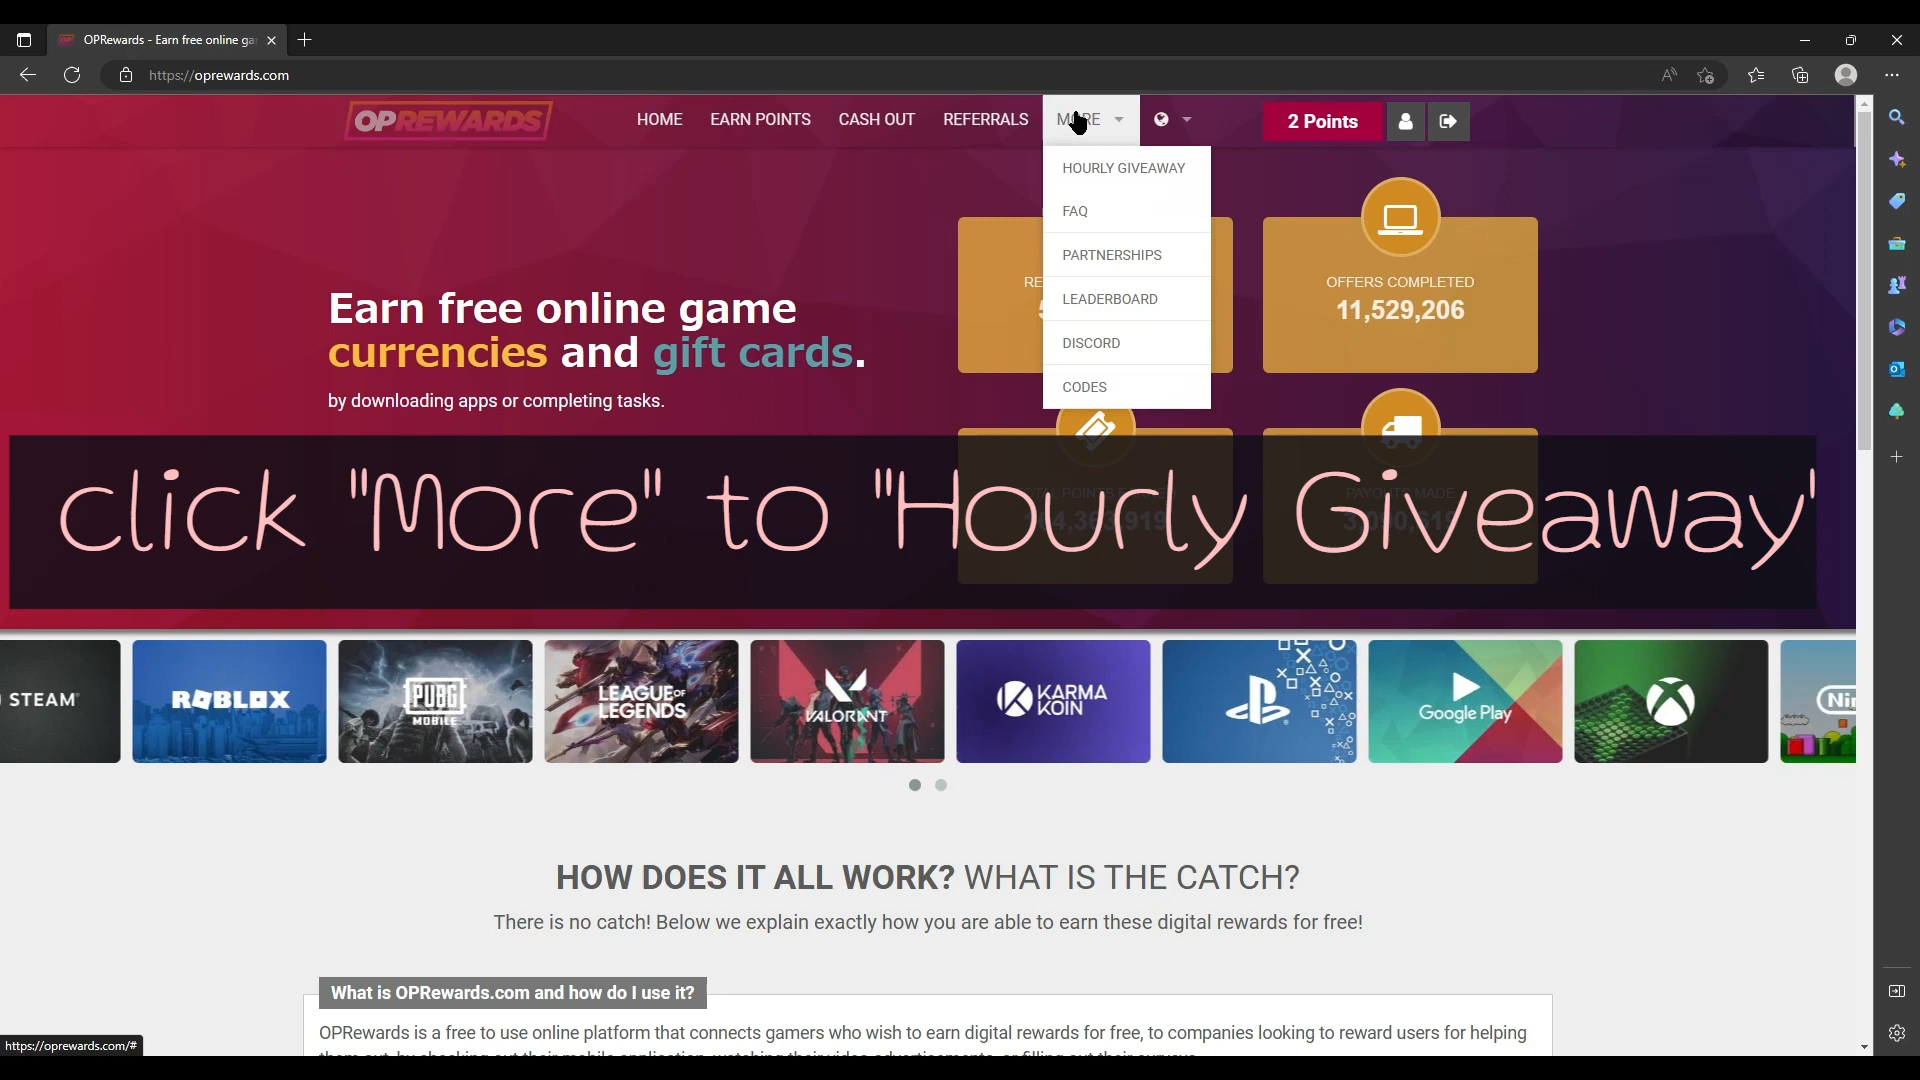 OPRewards - Earn free online ga
https://oprewards.com
OPREWARDS
HOME
EARN POINTS
CASH OUT
REFERRALS
MORE
2 Points
HOURLY GIVEAWAY
FAQ
PARTNERSHIPS
LEADERBOARD
DISCORD
CODES
RE
OFFERS COMPLETED
11,529,206
Earn free online game
currencies and gift cards.
by downloading apps or completing tasks.
PAYOUTS MADE
click "More" to "Hourly Giveaway'
STEAM
ROBLOX
PUBG
MOBILE
LEAGUE OF
LEGENDS
VALORANT
KARMA
KOIN
Google Play
Nin
HOW DOES IT ALL WORK? WHAT IS THE CATCH?
There is no catch! Below we explain exactly how you are able to earn these digital rewards for free!
What is OPRewards.com and how do I use it?
OPRewards is a free to use online platform that connects gamers who wish to earn digital rewards for free, to companies looking to reward users for helping
https://oprewards.com/#